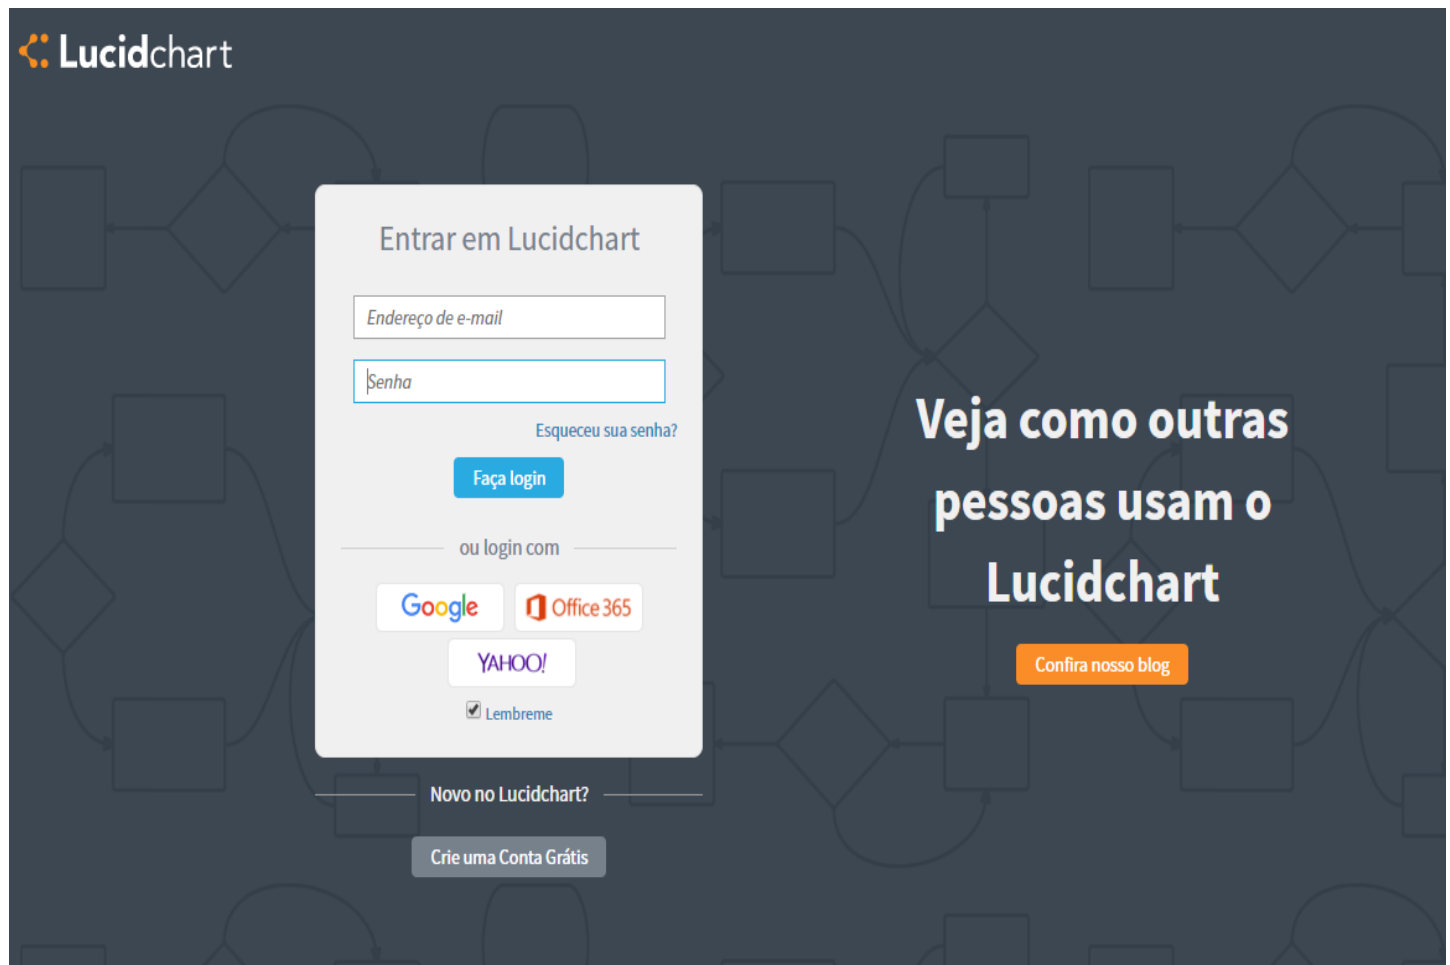 Lucidchart
Entrar em Lucidchart
Endereço de e-mail
Senha
Esqueceu sua senha?
Faça login
ou login com
Google
Office 365
YAHOO!
Lembreme
Novo no Lucidchart?
Crie uma Conta Grátis
Veja como outras
pessoas usam o
Lucidchart
Confira nosso blog